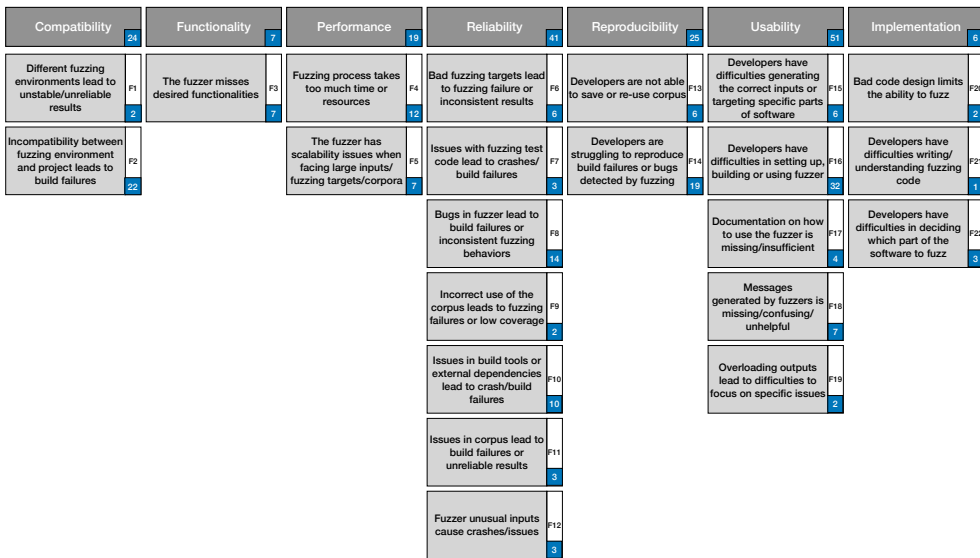 Compatibility
24
Functionality
7
Performance
19
Reliability
41
Reproducibility
25
Usability
51
Implementation
6
Different fuzzing
environments lead to
unstable/unreliable
results
F1
2
Incompatibility between
fuzzing environment
and project leads to
build failures
F2
22
The fuzzer misses
desired functionalities
F3
7
Fuzzing process takes
too much time or
resources
F4
12
The fuzzer has
scalability issues when
facing large inputs/
fuzzing targets/corpora
F5
7
Bad fuzzing targets lead
to fuzzing failure or
inconsistent results
F6
6
Issues with fuzzing test
code lead to crashes/
build failures
F7
3
Bugs in fuzzer lead to
build failures or
inconsistent fuzzing
behaviors
F8
14
Incorrect use of the
corpus leads to fuzzing
failures or low coverage
F9
2
Issues in build tools or
external dependencies
lead to crash/build
failures
F10
10
Issues in corpus lead to
build failures or
unreliable results
F11
3
Fuzzer unusual inputs
cause crashes/issues
F12
3
Developers are not able
to save or re-use corpus
F13
6
Developers are
struggling to reproduce
build failures or bugs
detected by fuzzing
F14
19
Developers have
difficulties generating
the correct inputs or
targeting specific parts
of software
F15
6
Developers have
difficulties in setting up,
building or using fuzzer
F16
32
Documentation on how
to use the fuzzer is
missing/insufficient
F17
4
Messages
generated by fuzzers is
missing/confusing/
unhelpful
F18
7
Overloading outputs
lead to difficulties to
focus on specific issues
F19
2
Bad code design limits
the ability to fuzz
F20
2
Developers have
difficulties writing/
understanding fuzzing
code
F21
1
Developers have
difficulties in deciding
which part of the
software to fuzz
F22
3